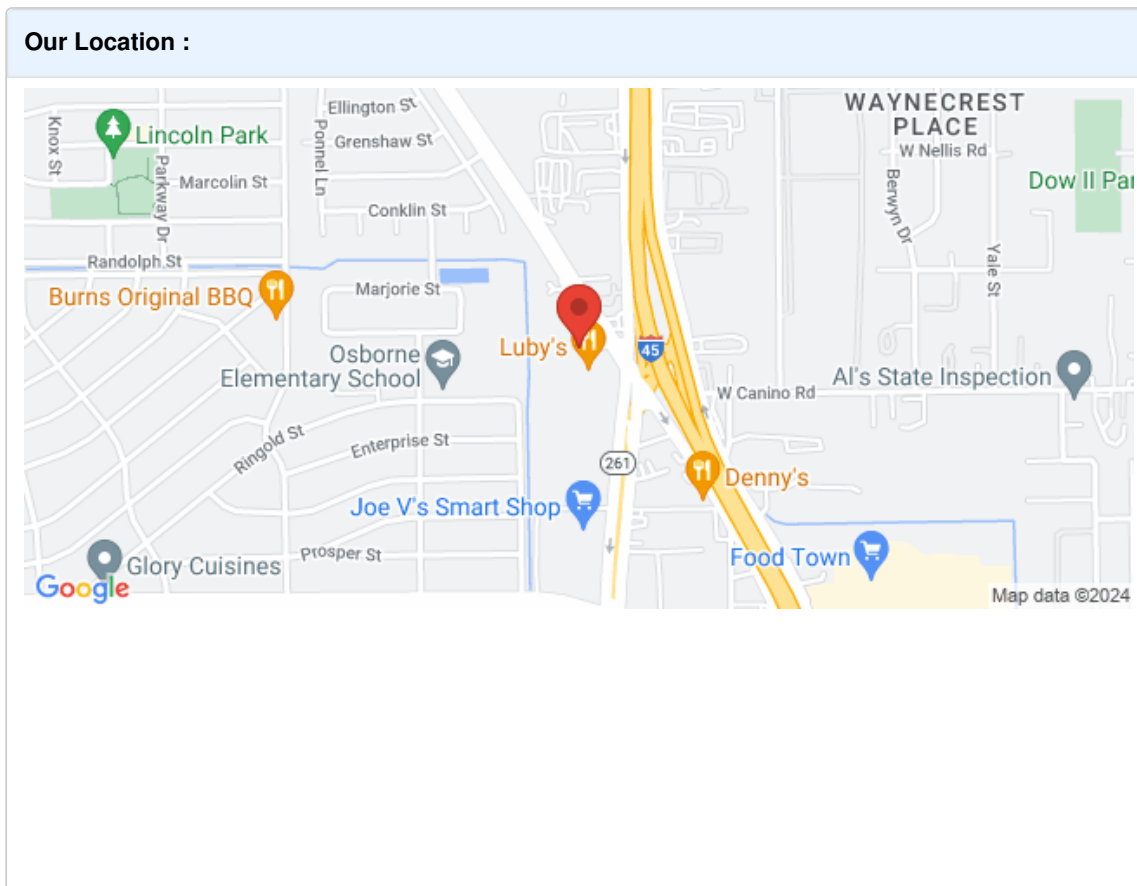 Our Location :
Ellington St
WAYNECREST
PLACE
Knox St
Lincoln Park
Ponnel Ln
Grenshaw St
W Nellis Rd
Parkway Dr
Marcolin St
Berwyn Dr
Dow II Par
Conklin St
Randolph St
Yale St
Burns Original BBQ
Marjorie St
Luby's
45
Osborne
Elementary School
Al's State Inspection
W Canino Rd
Ringold St
Enterprise St
261
Denny's
Joe V's Smart Shop
Prosper St
Food Town
Glory Cuisines
Google
Map data ©2024